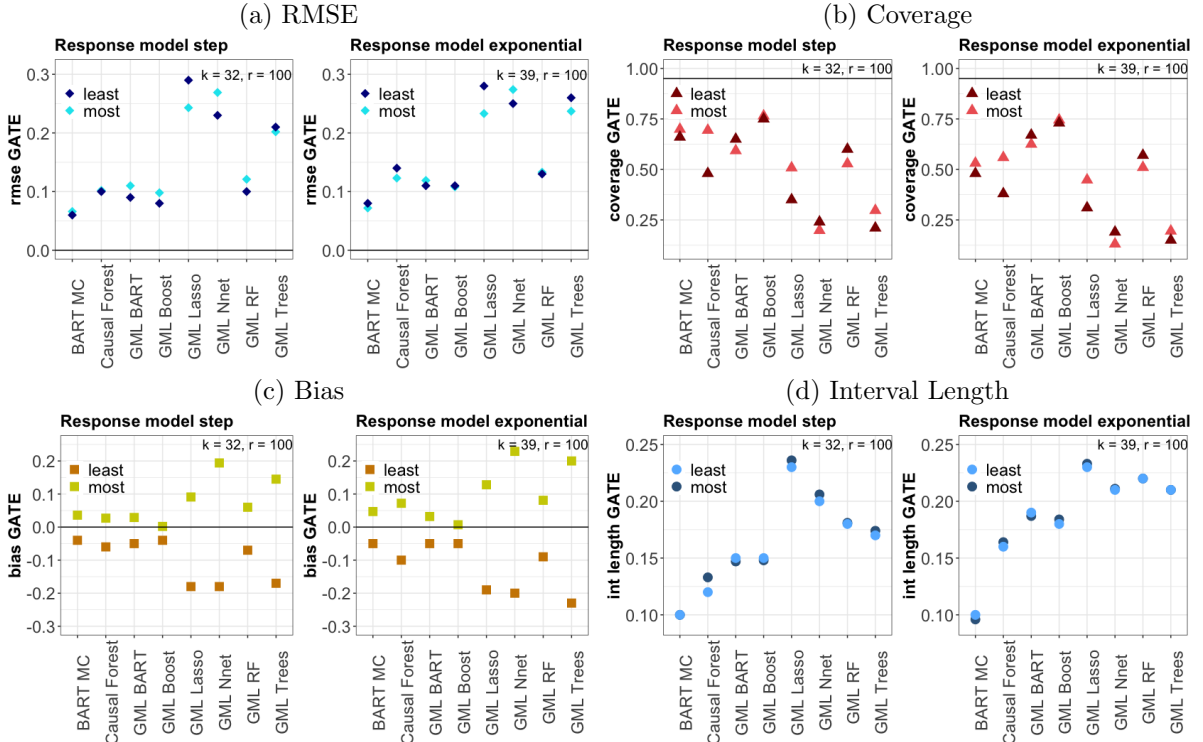 (a) RMSE
Response model step
k = 32, r = 100
least
most
rmse GATE
0.3
0.2
0.1
0.0
BART MC
Causal Forest
GML BART
GML Boost
GML Lasso
GML Nnet
GML RF
GML Trees
Response model exponential
k = 39, r = 100
least
most
rmse GATE
0.3
0.2
0.1
0.0
BART MC
Causal Forest
GML BART
GML Boost
GML Lasso
GML Nnet
GML RF
GML Trees
(b) Coverage
Response model step
k = 32, r = 100
least
most
coverage GATE
1.00
0.75
0.50
0.25
BART MC
Causal Forest
GML BART
GML Boost
GML Lasso
GML Nnet
GML RF
GML Trees
Response model exponential
k = 39, r = 100
least
most
coverage GATE
1.00
0.75
0.50
0.25
BART MC
Causal Forest
GML BART
GML Boost
GML Lasso
GML Nnet
GML RF
GML Trees
(c) Bias
Response model step
k = 32, r = 100
least
most
bias GATE
0.2
0.1
0.0
-0.1
-0.2
-0.3
BART MC
Causal Forest
GML BART
GML Boost
GML Lasso
GML Nnet
GML RF
GML Trees
Response model exponential
k = 39, r = 100
least
most
bias GATE
0.2
0.1
0.0
-0.1
-0.2
-0.3
BART MC
Causal Forest
GML BART
GML Boost
GML Lasso
GML Nnet
GML RF
GML Trees
(d) Interval Length
Response model step
k = 32, r = 100
least
most
int length GATE
0.25
0.20
0.15
0.10
BART MC
Causal Forest
GML BART
GML Boost
GML Lasso
GML Nnet
GML RF
GML Trees
Response model exponential
k = 39, r = 100
least
most
int length GATE
0.25
0.20
0.15
0.10
BART MC
Causal Forest
GML BART
GML Boost
GML Lasso
GML Nnet
GML RF
GML Trees